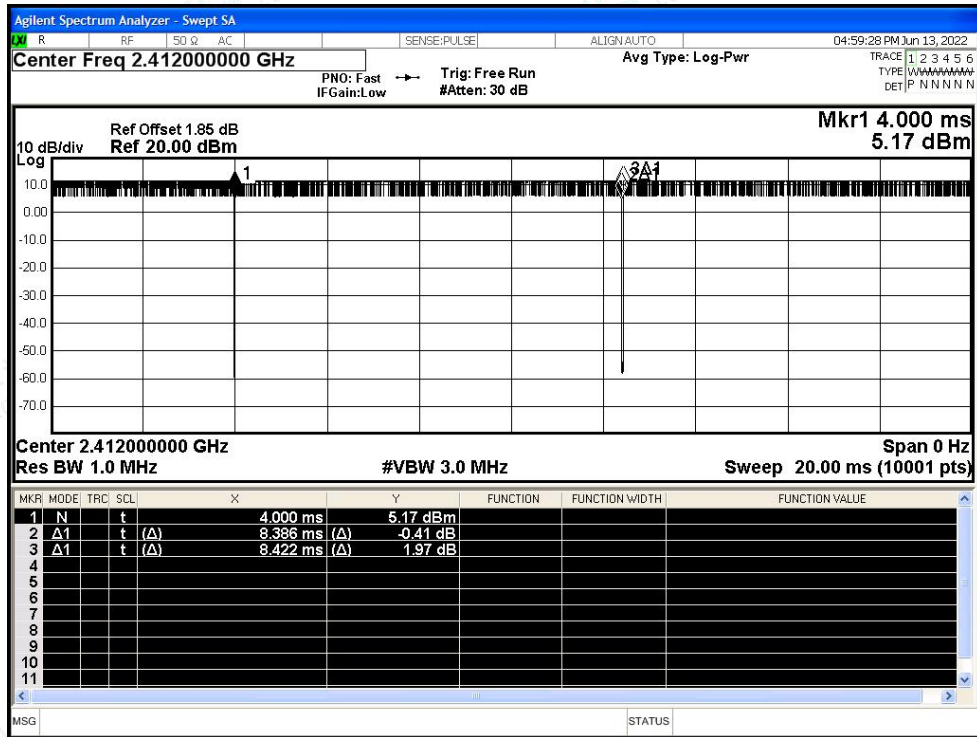 Agilent Spectrum Analyzer - Swept SA
LXI R RF 50 Ω AC SENSE:PULSE ALIGN AUTO 04:59:28 PM Jun 13, 2022
Center Freq 2.412000000 GHz
PNO: Fast
IFGain:Low
Trig: Free Run
#Atten: 30 dB
Avg Type: Log-Pwr
TRACE 1 2 3 4 5 6
TYPE WWWWWW
DET P N N N N N
Mkr1 4.000 ms
5.17 dBm
Ref Offset 1.85 dB
10 dB/div Ref 20.00 dBm
Log
1
2Δ1
3Δ1
10.0
0.00
-10.0
-20.0
-30.0
-40.0
-50.0
-60.0
-70.0
Center 2.412000000 GHz Span 0 Hz
Res BW 1.0 MHz #VBW 3.0 MHz Sweep 20.00 ms (10001 pts)
MKR MODE TRC SCL X Y FUNCTION FUNCTION WIDTH FUNCTION VALUE
1 N t 4.000 ms 5.17 dBm
2 Δ1 t (Δ) 8.386 ms (Δ) -0.41 dB
3 Δ1 t (Δ) 8.422 ms (Δ) 1.97 dB
4
5
6
7
8
9
10
11
MSG STATUS